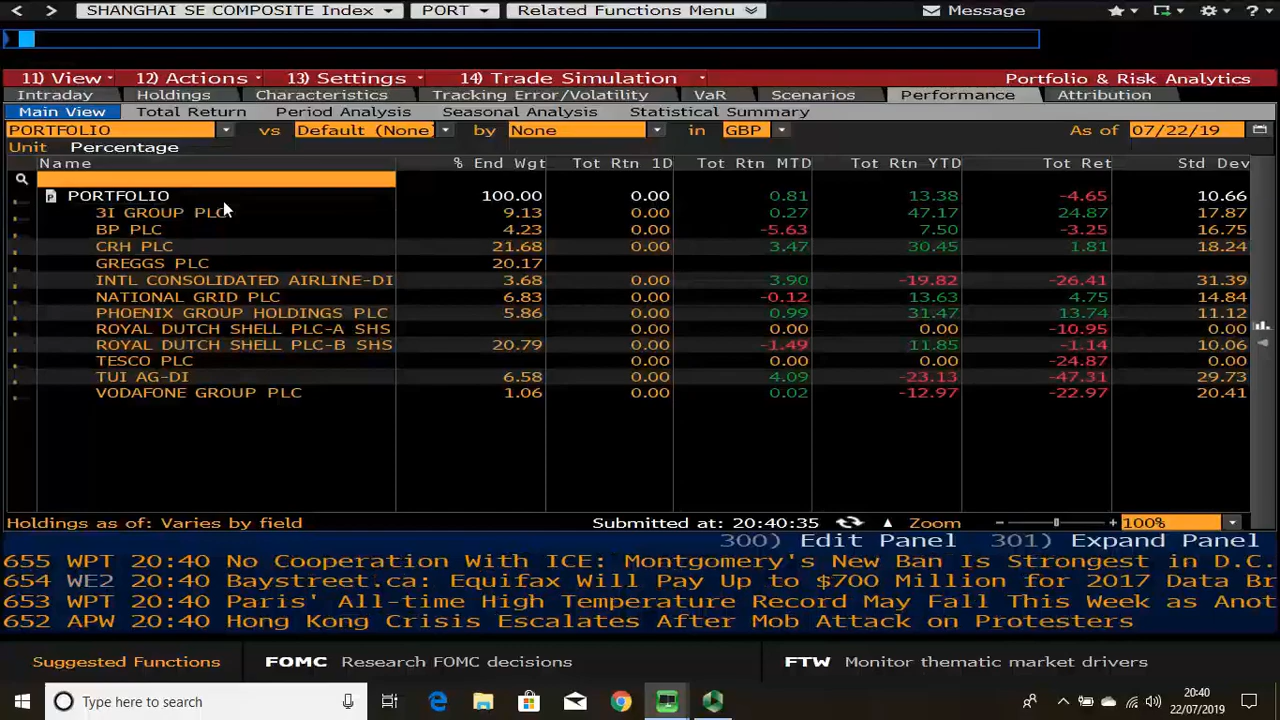 SHANGHAI SE COMPOSITE Index PORT Related Functions Menu Message ?
11) View 12) Actions 13) Settings 14) Trade Simulation Portfolio & Risk Analytics
Intraday Holdings Characteristics Tracking Error/Volatility VaR Scenarios Performance Attribution
Main View Total Return Period Analysis Seasonal Analysis Statistical Summary
PORTFOLIO vs Default (None by None in GBP As of 07/22/19
Unit Percentage
Name % End Wgt Tot Rtn 1D Tot Rtn MTD Tot Rtn YTD Tot Ret Std Dev
PORTFOLIO 100.00 0.00 0.81 13.38 -4.65 10.66
3I GROUP PLC 9.13 0.00 0.27 47.17 24.87 17.87
BP PLC 4.23 0.00 -5.63 7.50 -3.25 16.75
CRH PLC 21.68 0.00 3.47 30.45 1.81 18.24
GREGGS PLC 20.17
INTL CONSOLIDATED AIRLINE-DI 3.68 0.00 3.90 -19.82 -26.41 31.39
NATIONAL GRID PLC 6.83 0.00 -0.12 13.63 4.75 14.84
PHOENIX GROUP HOLDINGS PLC 5.86 0.00 0.99 31.47 13.74 11.12
ROYAL DUTCH SHELL PLC-A SHS 0.00 0.00 0.00 -10.95 0.00
ROYAL DUTCH SHELL PLC-B SHS 20.79 0.00 -1.49 11.85 -1.14 10.06
TESCO PLC 0.00 0.00 0.00 -24.87 0.00
TUI AG-DI 6.58 0.00 4.09 -23.13 -47.31 29.73
VODAFONE GROUP PLC 1.06 0.00 0.02 -12.97 -22.97 20.41
Holdings as of: Varies by field Submitted at: 20:40:35 Zoom 100%
300) Edit Panel 301) Expand Panel
655 WPT 20:40 No Cooperation With ICE: Montgomery's New Ban Is Strongest in D.C.
654 WE2 20:40 Baystreet.ca: Equifax Will Pay Up to $700 Million for 2017 Data Br
653 WPT 20:40 Paris' All-time High Temperature Record May Fall This Week as Anot
652 APW 20:40 Hong Kong Crisis Escalates After Mob Attack on Protesters
Suggested Functions FOMC Research FOMC decisions FTW Monitor thematic market drivers
Type here to search 20:40
22/07/2019